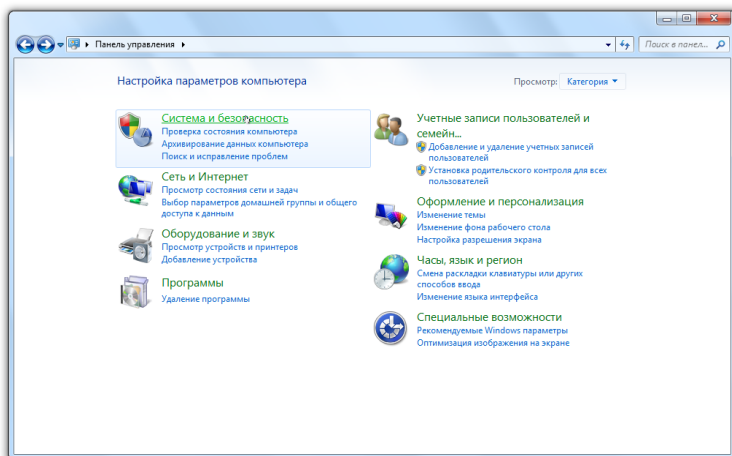 Панель управления
Поиск в панел...
Настройка параметров компьютера
Просмотр: Категория
Система и безопасность
Проверка состояния компьютера
Архивирование данных компьютера
Поиск и исправление проблем
Сеть и Интернет
Просмотр состояния сети и задач
Выбор параметров домашней группы и общего
доступа к данным
Оборудование и звук
Просмотр устройств и принтеров
Добавление устройства
Программы
Удаление программы
Учетные записи пользователей и
семейн...
Добавление и удаление учетных записей
пользователей
Установка родительского контроля для всех
пользователей
Оформление и персонализация
Изменение темы
Изменение фона рабочего стола
Настройка разрешения экрана
Часы, язык и регион
Смена раскладки клавиатуры или других
способов ввода
Изменение языка интерфейса
Специальные возможности
Рекомендуемые Windows параметры
Оптимизация изображения на экране